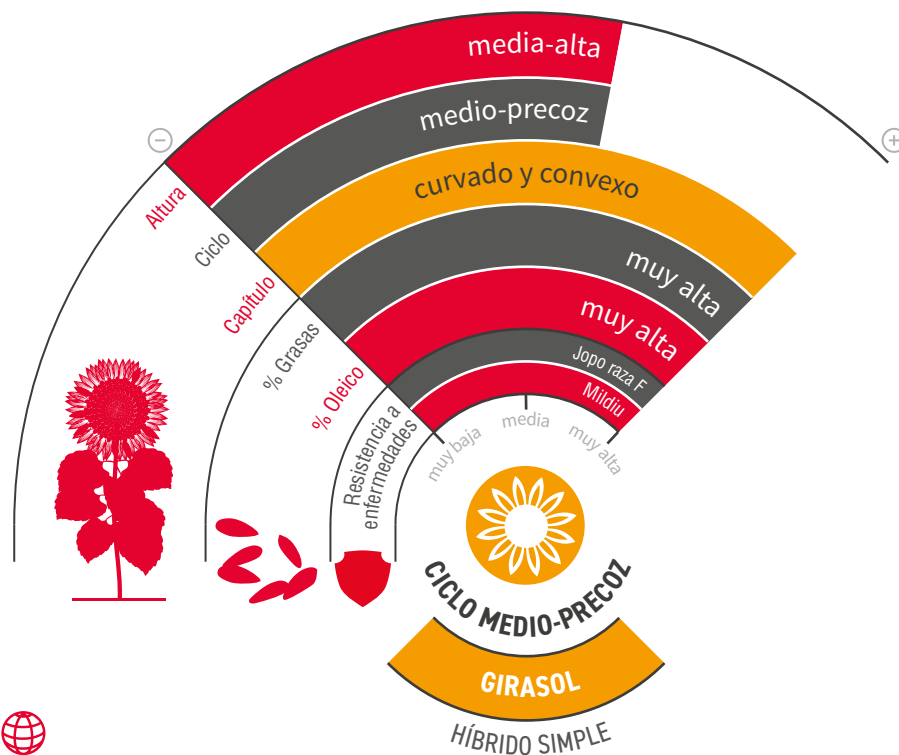 media-alta
medio-precoz
curvado y convexo
muy alta
muy alta
Jopo raza F
Mildiu
−
+
Altura
Ciclo
Capítulo
% Grasas
% Oleico
Resistencia a
enfermedades
muy baja
media
muy alta
CICLO MEDIO-PRECOZ
GIRASOL
HÍBRIDO SIMPLE